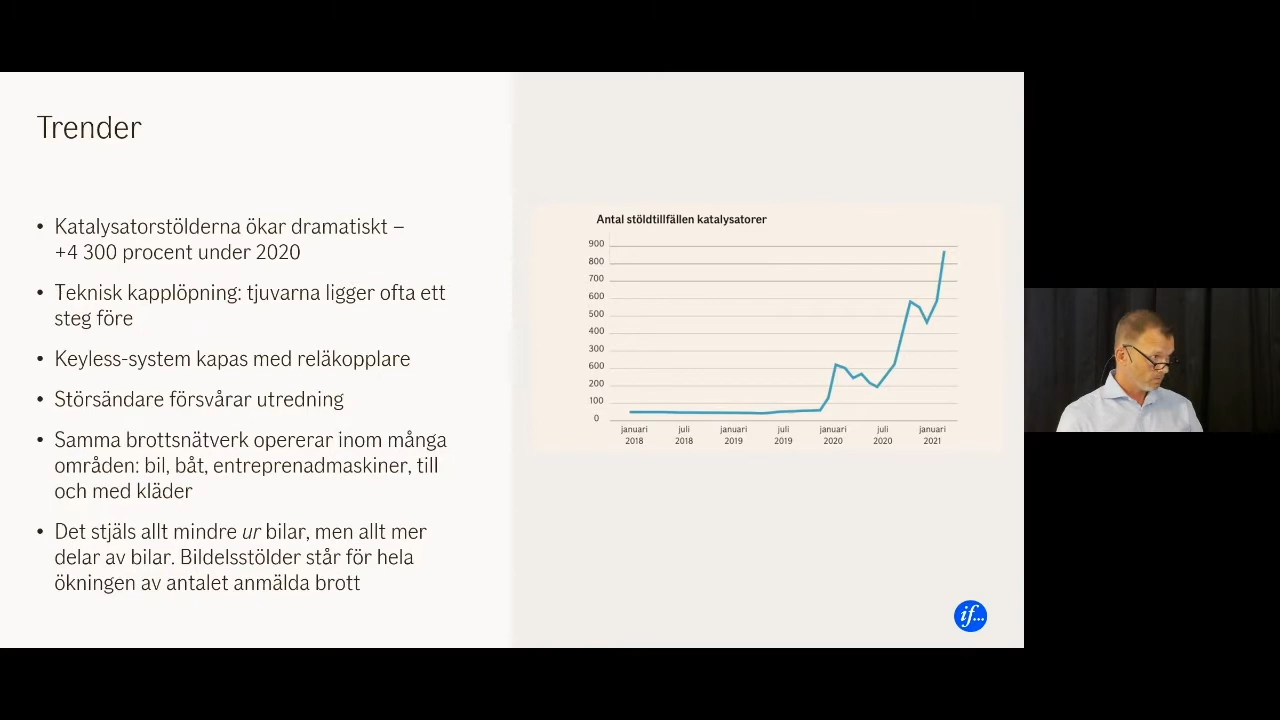 Trender
• Katalysatorstölderna ökar dramatiskt –
+4 300 procent under 2020
• Teknisk kapplöpning: tjuvarna ligger ofta ett
steg före
• Keyless-system kapas med reläkopplare
• Störsändare försvårar utredning
• Samma brottsnätverk opererar inom många
områden: bil, båt, entreprenadmaskiner, till
och med kläder
• Det stjäls allt mindre ur bilar, men allt mer
delar av bilar. Bildelsstölder står för hela
ökningen av antalet anmälda brott
Antal stöldtillfällen katalysatorer
900
800
700
600
500
400
300
600
200
100
0
januari juli januari juli januari juli januari
2018 2018 2019 2019 2020 2020 2021
if...